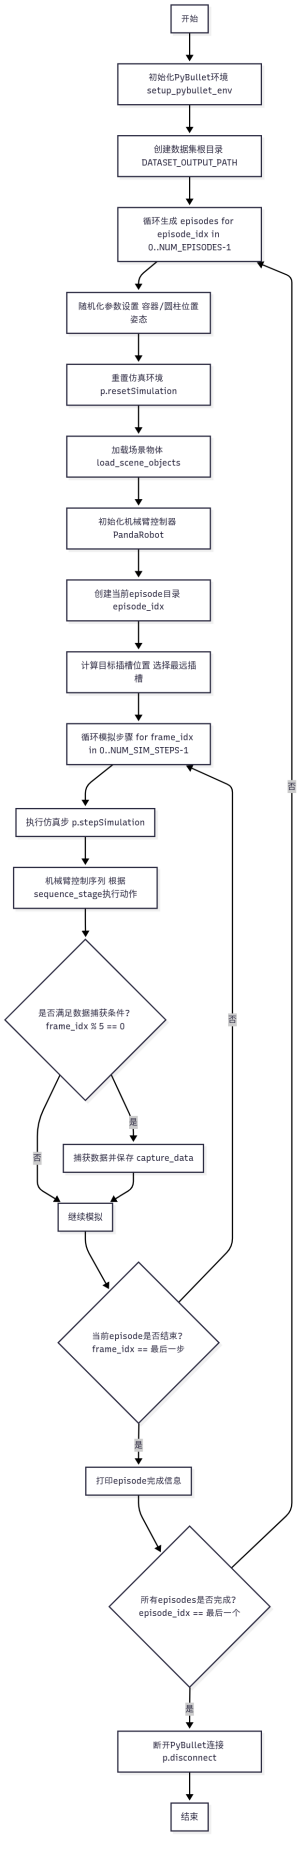 开始
初始化PyBullet环境
setup_pybullet_env
创建数据集根目录
DATASET_OUTPUT_PATH
循环生成 episodes for
episode_idx in
0..NUM_EPISODES-1
随机化参数设置 容器/圆柱位置
姿态
重置仿真环境
p.resetSimulation
加载场景物体
load_scene_objects
初始化机械臂控制器
PandaRobot
创建当前episode目录
episode_idx
计算目标插槽位置 选择最远插
槽
循环模拟步骤 for frame_idx
in 0..NUM_SIM_STEPS-1
否
执行仿真步 p.stepSimulation
机械臂控制序列 根据
sequence_stage执行动作
是否满足数据捕获条件?
frame_idx % 5 == 0
否
是
捕获数据并保存 capture_data
否
继续模拟
当前episode是否结束?
frame_idx == 最后一步
是
打印episode完成信息
所有episodes是否完成?
episode_idx == 最后一个
是
断开PyBullet连接
p.disconnect
结束